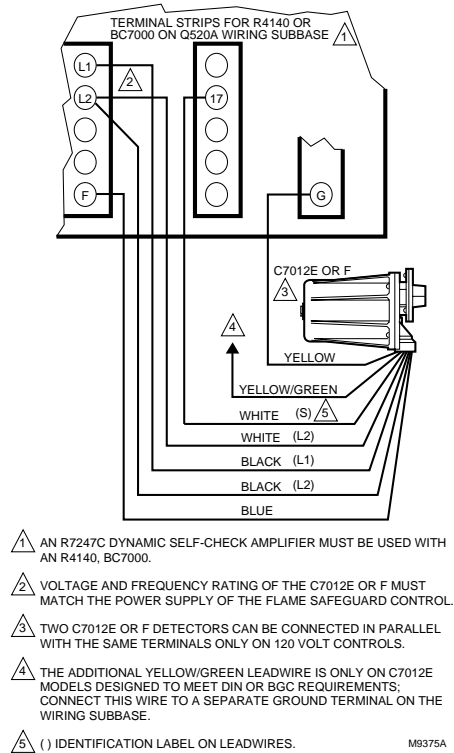 TERMINAL STRIPS FOR R4140 OR
BC7000 ON Q520A WIRING SUBBASE 1
L1
2
L2
17
F
G
C7012E OR F
3
4
YELLOW
YELLOW/GREEN
WHITE (S) 5
WHITE (L2)
BLACK (L1)
BLACK (L2)
BLUE
1 AN R7247C DYNAMIC SELF-CHECK AMPLIFIER MUST BE USED WITH
AN R4140, BC7000.
2 VOLTAGE AND FREQUENCY RATING OF THE C7012E OR F MUST
MATCH THE POWER SUPPLY OF THE FLAME SAFEGUARD CONTROL.
3 TWO C7012E OR F DETECTORS CAN BE CONNECTED IN PARALLEL
WITH THE SAME TERMINALS ONLY ON 120 VOLT CONTROLS.
4 THE ADDITIONAL YELLOW/GREEN LEADWIRE IS ONLY ON C7012E
MODELS DESIGNED TO MEET DIN OR BGC REQUIREMENTS;
CONNECT THIS WIRE TO A SEPARATE GROUND TERMINAL ON THE
WIRING SUBBASE.
5 ( ) IDENTIFICATION LABEL ON LEADWIRES. M9375A